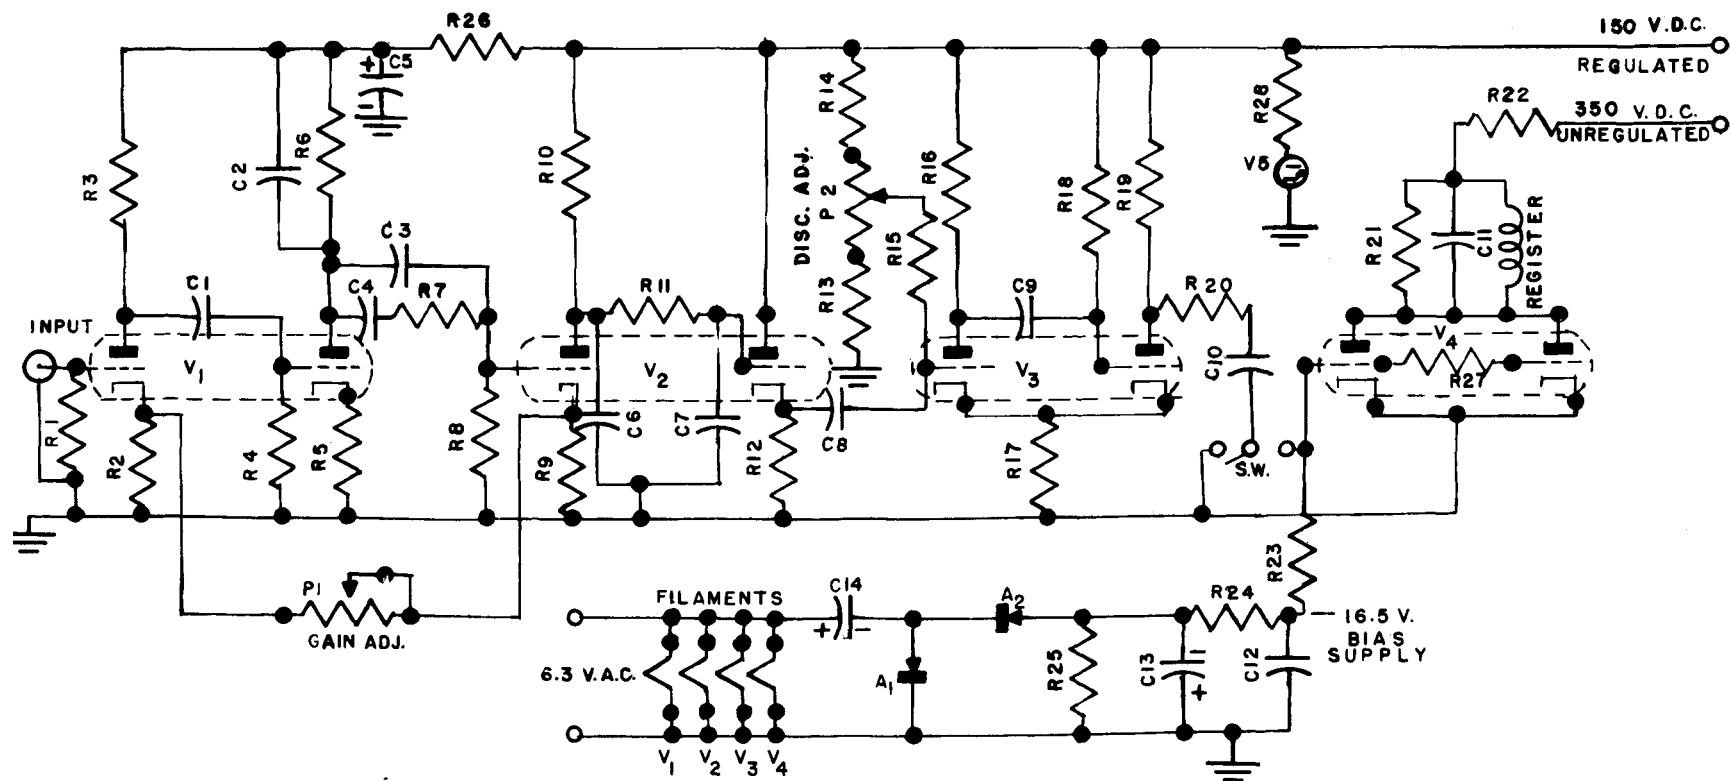 R26
150 V.D.C.
REGULATED
C5
+
–
R14
R28
R22
350 V.D.C.
UNREGULATED
R3
C2
R6
R10
DISC. ADJ.
P2
R16
R18
R19
V5
C3
R15
R21
C11
REGISTER
C1
C4
R7
R11
R13
C9
R20
INPUT
V1
V2
V3
V4
C10
R27
R1
R2
R4
R5
R8
R9
C6
C7
R12
C8
R17
S.W.
R23
P1
GAIN ADJ.
FILAMENTS
C14
+ –
A2
R24
– 16.5 V.
BIAS
SUPPLY
6.3 V.A.C.
A1
R25
C13
–
+
C12
V1 V2 V3 V4